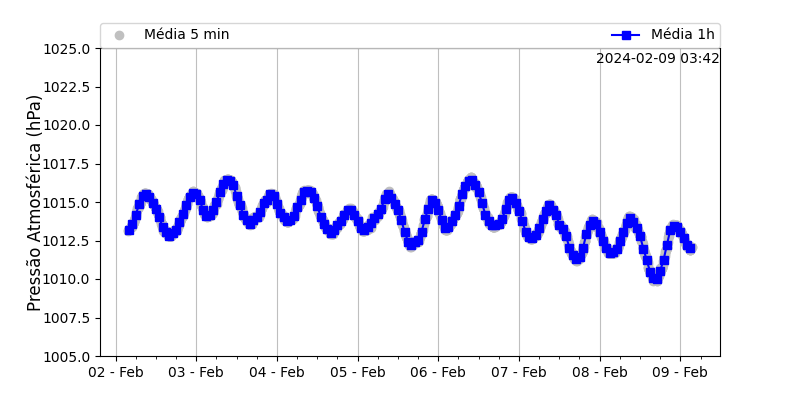 Média 5 min
Média 1h
2024-02-09 03:42
Pressão Atmosférica (hPa)
1025.0
1022.5
1020.0
1017.5
1015.0
1012.5
1010.0
1007.5
1005.0
02 - Feb
03 - Feb
04 - Feb
05 - Feb
06 - Feb
07 - Feb
08 - Feb
09 - Feb